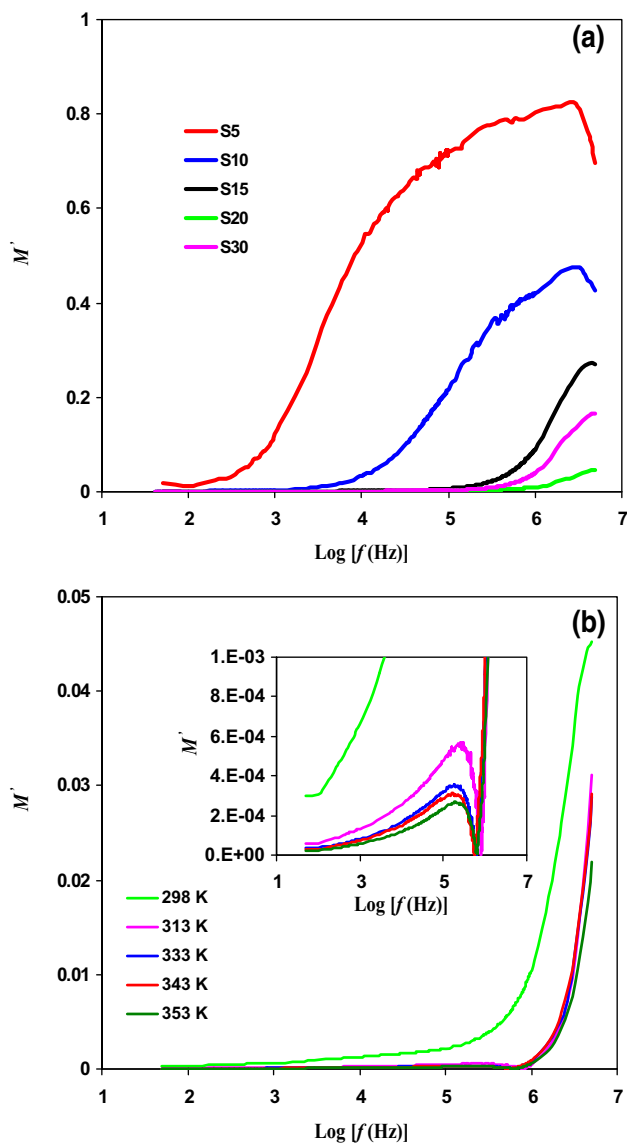 (a)
1
0.8
0.6
0.4
0.2
0
M'
S5
S10
S15
S20
S30
1 2 3 4 5 6 7
Log [f (Hz)]
(b)
0.05
0.04
0.03
0.02
0.01
0
M'
1.E-03
8.E-04
6.E-04
4.E-04
2.E-04
0.E+00
M'
1 3 5 7
Log [f (Hz)]
298 K
313 K
333 K
343 K
353 K
1 2 3 4 5 6 7
Log [f (Hz)]